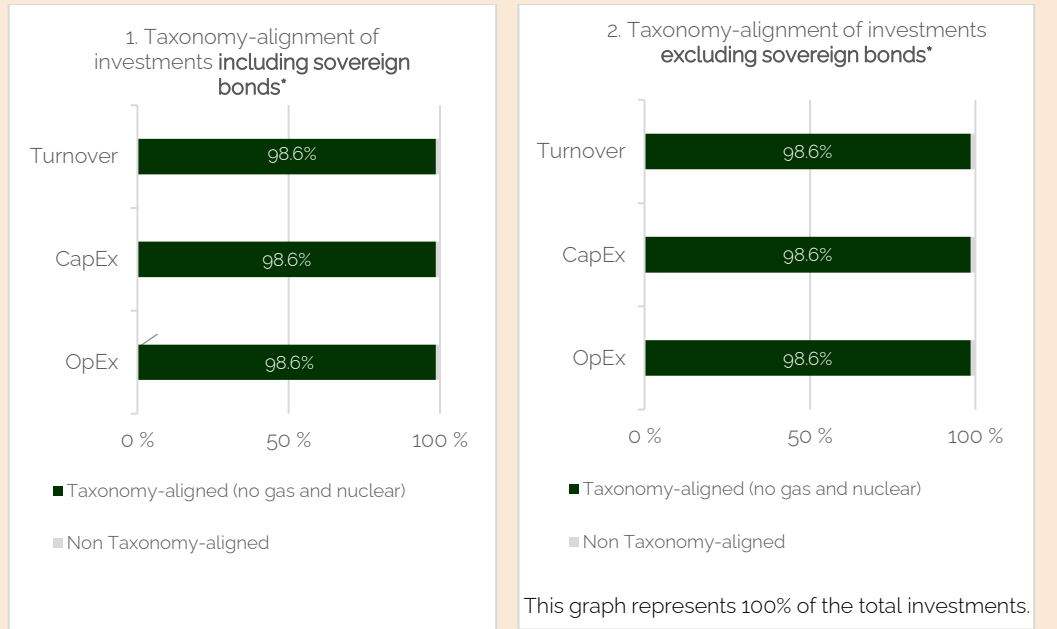 1. Taxonomy-alignment of
investments including sovereign
bonds*
Turnover
98.6%
CapEx
98.6%
OpEx
98.6%
0 %
50 %
100 %
Taxonomy-aligned (no gas and nuclear)
Non Taxonomy-aligned
2. Taxonomy-alignment of investments
excluding sovereign bonds*
Turnover
98.6%
CapEx
98.6%
OpEx
98.6%
0 %
50 %
100 %
Taxonomy-aligned (no gas and nuclear)
Non Taxonomy-aligned
This graph represents 100% of the total investments.